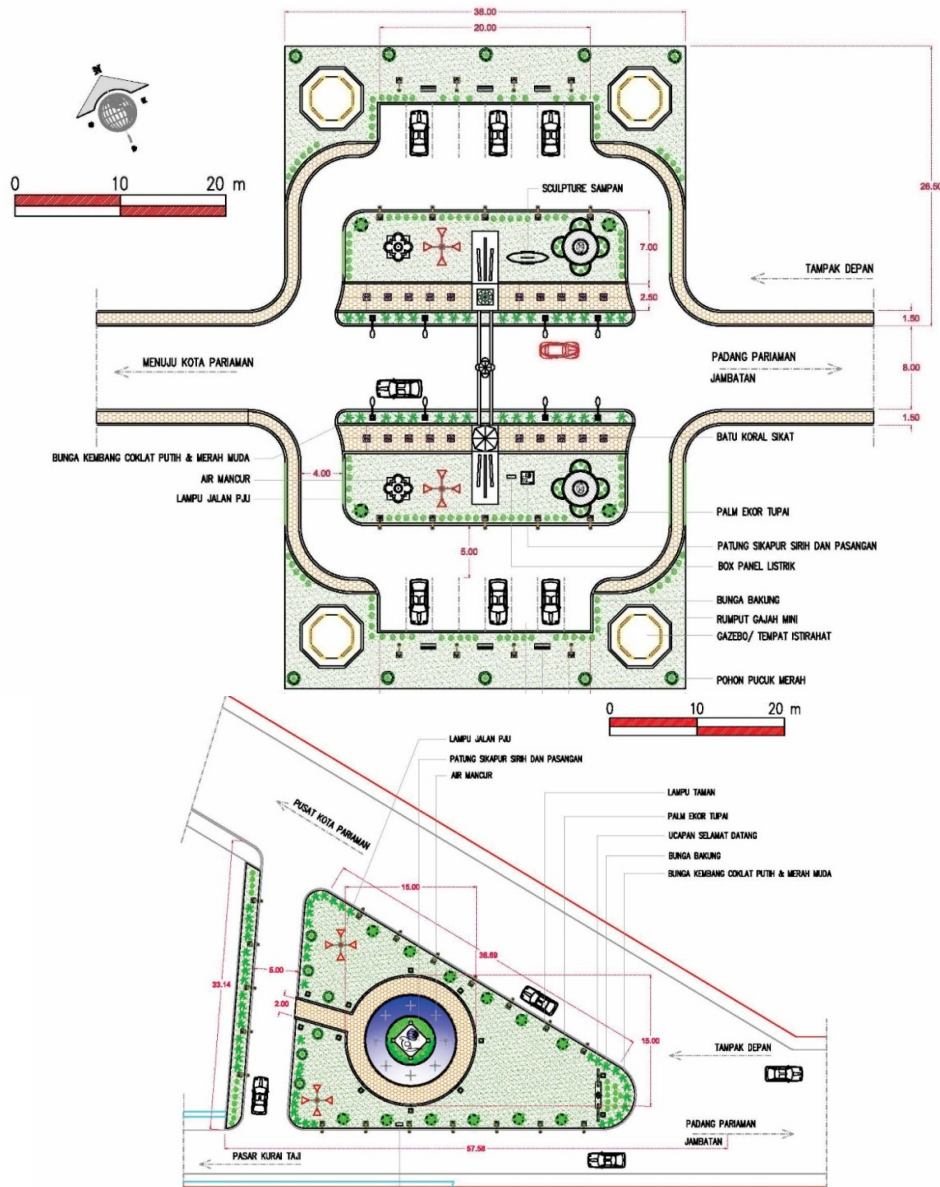 38.00
20.00
0 10 20 m
26.50
SCULPTURE SAMPAN
7.00
TAMPAK DEPAN
2.50
1.50
MENUJU KOTA PARIAMAN
8.00
PADANG PARIAMAN
JAMBATAN
1.50
BATU KORAL SIKAT
BUNGA KEMBANG COKLAT PUTIH & MERAH MUDA
4.00
AIR MANCUR
LAMPU JALAN PJU
PALM EKOR TUPAI
5.00
PATUNG SIKAPUR SIRIH DAN PASANGAN
BOX PANEL LISTRIK
BUNGA BAKUNG
RUMPUT GAJAH MINI
GAZEBO/ TEMPAT ISTIRAHAT
POHON PUCUK MERAH
0 10 20 m
LAMPU JALAN PJU
PATUNG SIKAPUR SIRIH DAN PASANGAN
AIR MANCUR
LAMPU TAMAN
PALM EKOR TUPAI
UCAPAN SELAMAT DATANG
BUNGA BAKUNG
BUNGA KEMBANG COKLAT PUTIH & MERAH MUDA
PUSAT KOTA PARIAMAN
15.00
38.69
33.14
5.00
2.00
15.00
TAMPAK DEPAN
PADANG PARIAMAN
JAMBATAN
57.58
PASAR KURAI TAJI